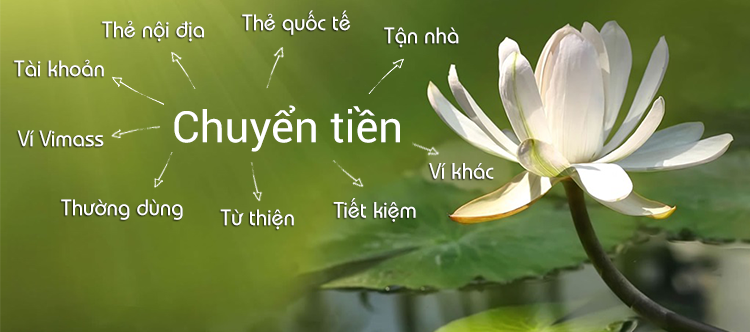 Thẻ nội địa
Thẻ quốc tế
Tận nhà
Tài khoản
Chuyển tiền
Ví Vimass
Ví khác
Thường dùng
Từ thiện
Tiết kiệm